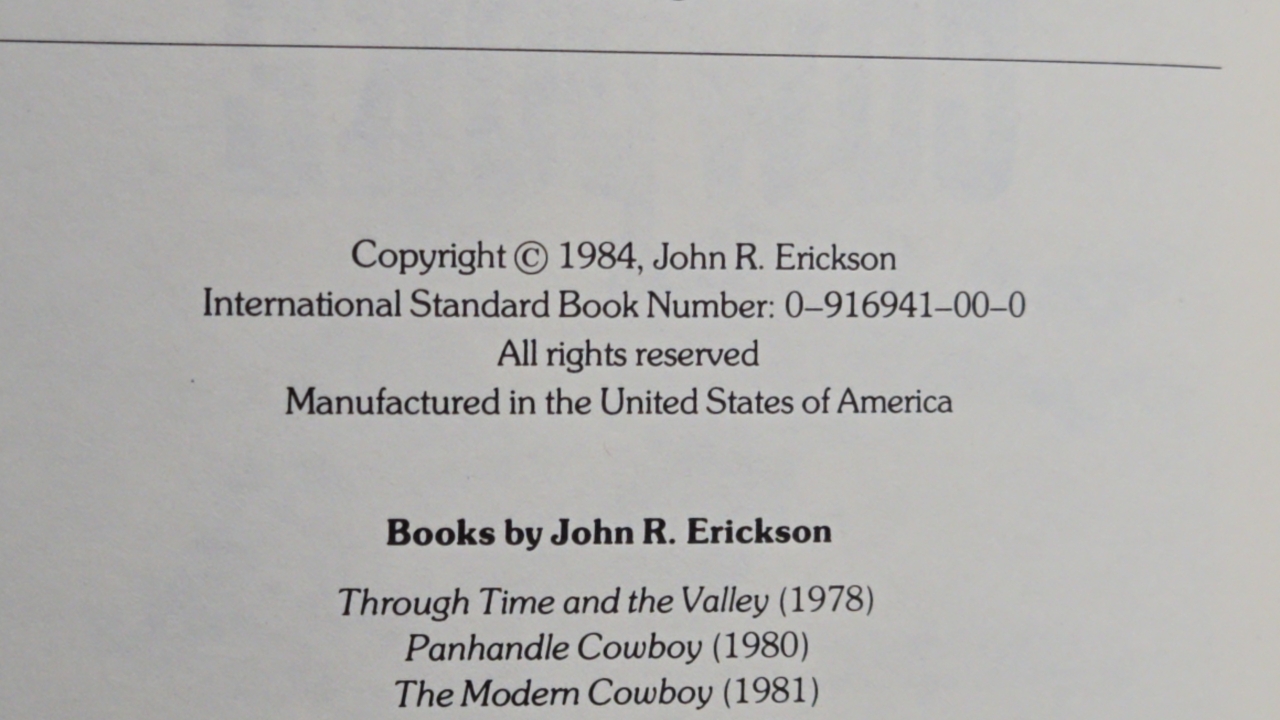 Copyright © 1984, John R. Erickson
International Standard Book Number: 0–916941–00–0
All rights reserved
Manufactured in the United States of America
Books by John R. Erickson
Through Time and the Valley (1978)
Panhandle Cowboy (1980)
The Modern Cowboy (1981)